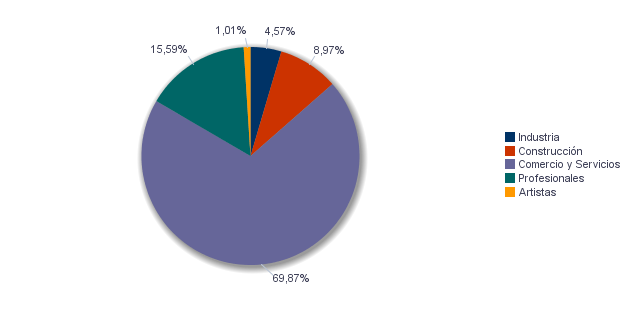 1,01%
4,57%
15,59%
8,97%
69,87%
Industria
Construcción
Comercio y Servicios
Profesionales
Artistas